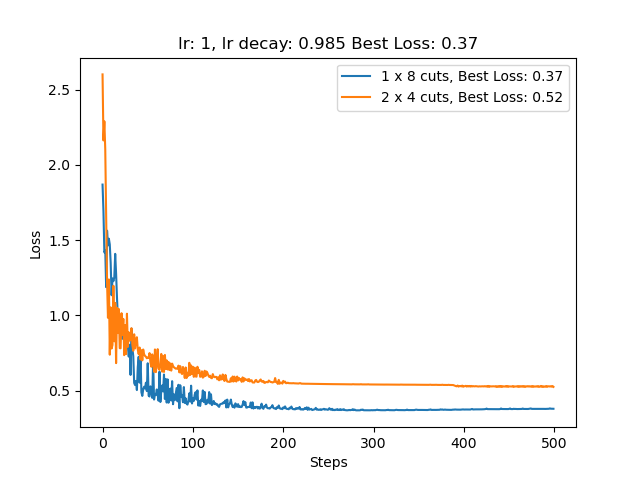 lr: 1, lr decay: 0.985 Best Loss: 0.37
1 x 8 cuts, Best Loss: 0.37
2 x 4 cuts, Best Loss: 0.52
2.5
2.0
1.5
1.0
0.5
Loss
0 100 200 300 400 500
Steps